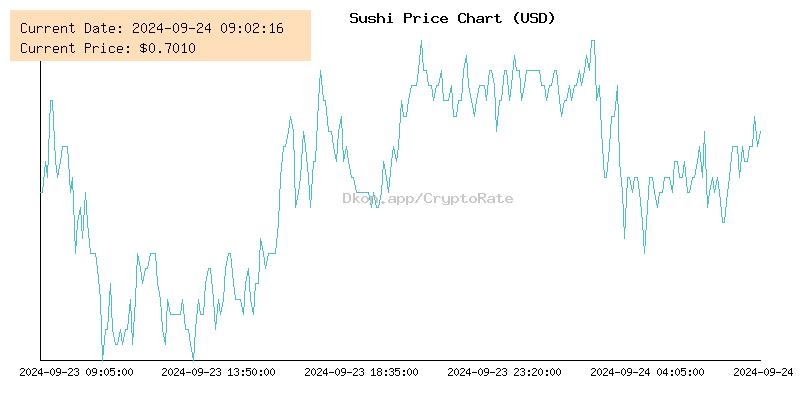 Sushi Price Chart (USD)
Current Date: 2024-09-24 09:02:16
Current Price: $0.7010
Dkop.app/CryptoRate
2024-09-23 09:05:00 2024-09-23 13:50:00 2024-09-23 18:35:00 2024-09-23 23:20:00 2024-09-24 04:05:00 2024-09-24